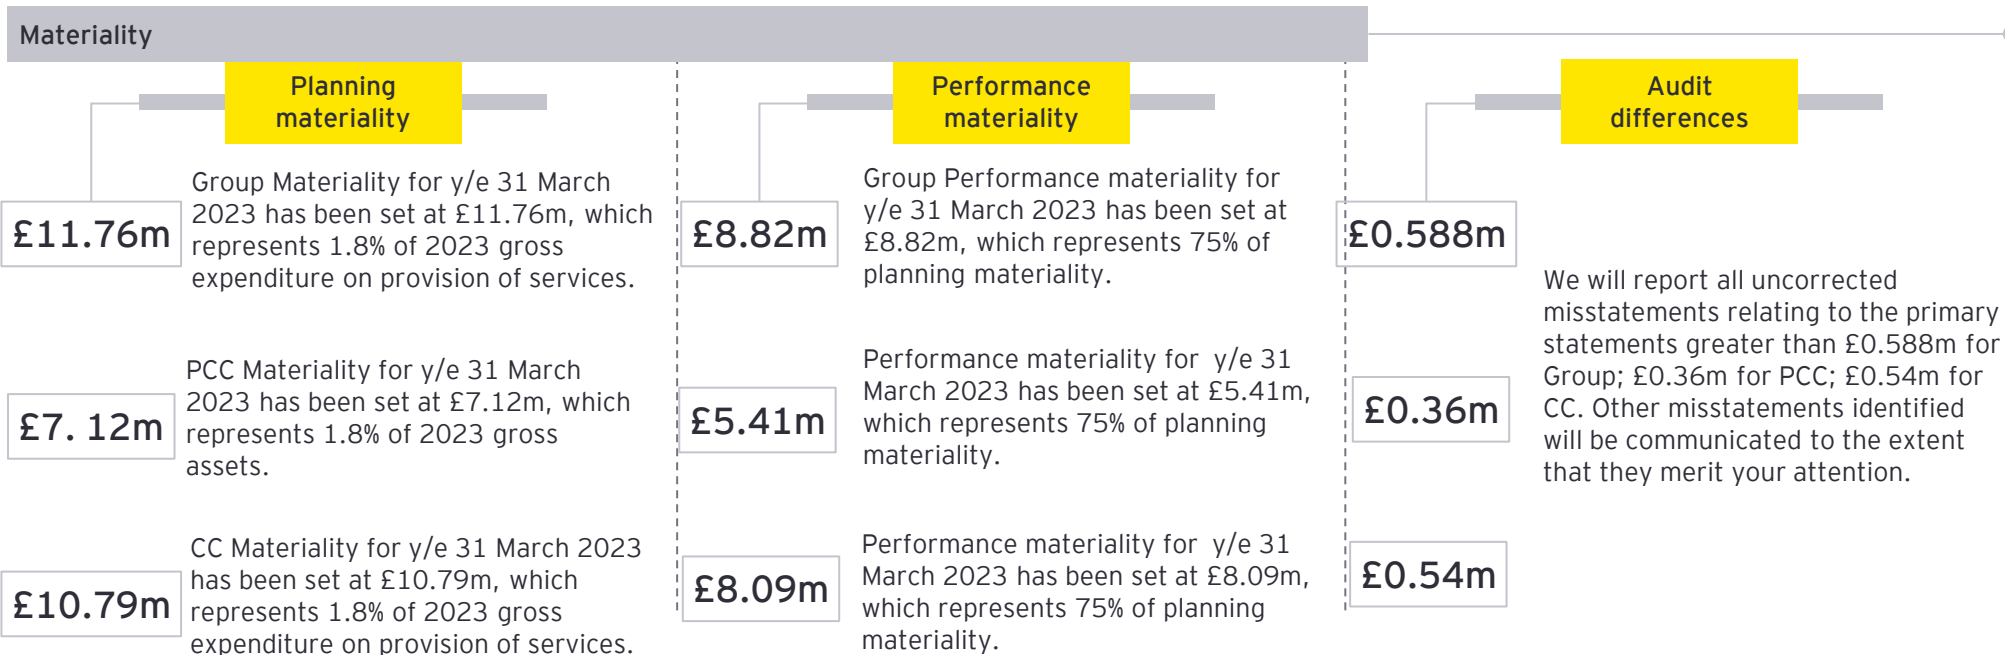 Materiality
Planning
materiality
£11.76m
Group Materiality for y/e 31 March
2023 has been set at £11.76m, which
represents 1.8% of 2023 gross
expenditure on provision of services.
£7. 12m
PCC Materiality for y/e 31 March
2023 has been set at £7.12m, which
represents 1.8% of 2023 gross
assets.
£10.79m
CC Materiality for y/e 31 March 2023
has been set at £10.79m, which
represents 1.8% of 2023 gross
expenditure on provision of services.
Performance
materiality
£8.82m
Group Performance materiality for
y/e 31 March 2023 has been set at
£8.82m, which represents 75% of
planning materiality.
£5.41m
Performance materiality for  y/e 31
March 2023 has been set at £5.41m,
which represents 75% of planning
materiality.
£8.09m
Performance materiality for  y/e 31
March 2023 has been set at £8.09m,
which represents 75% of planning
materiality.
Audit
differences
£0.588m
£0.36m
£0.54m
We will report all uncorrected
misstatements relating to the primary
statements greater than £0.588m for
Group; £0.36m for PCC; £0.54m for
CC. Other misstatements identified
will be communicated to the extent
that they merit your attention.